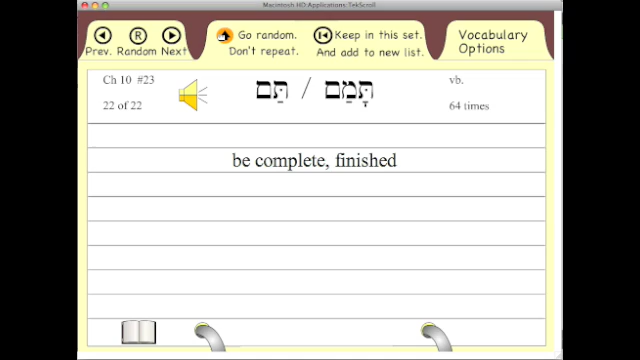 Macintosh HD Applications:TekScroll
Prev. Random Next
R
Go random.
Don't repeat.
Keep in this set.
And add to new list.
Vocabulary
Options
Ch 10 #23
22 of 22
תָּמַם / תַּם
vb.
64 times
be complete, finished